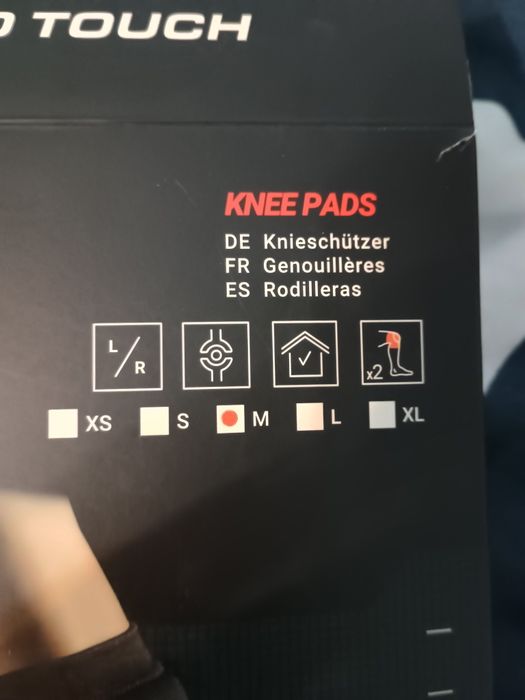 TOUCH
KNEE PADS
DE Knieschützer
FR Genouillères
ES Rodilleras
L/R
x2
XS S M L XL